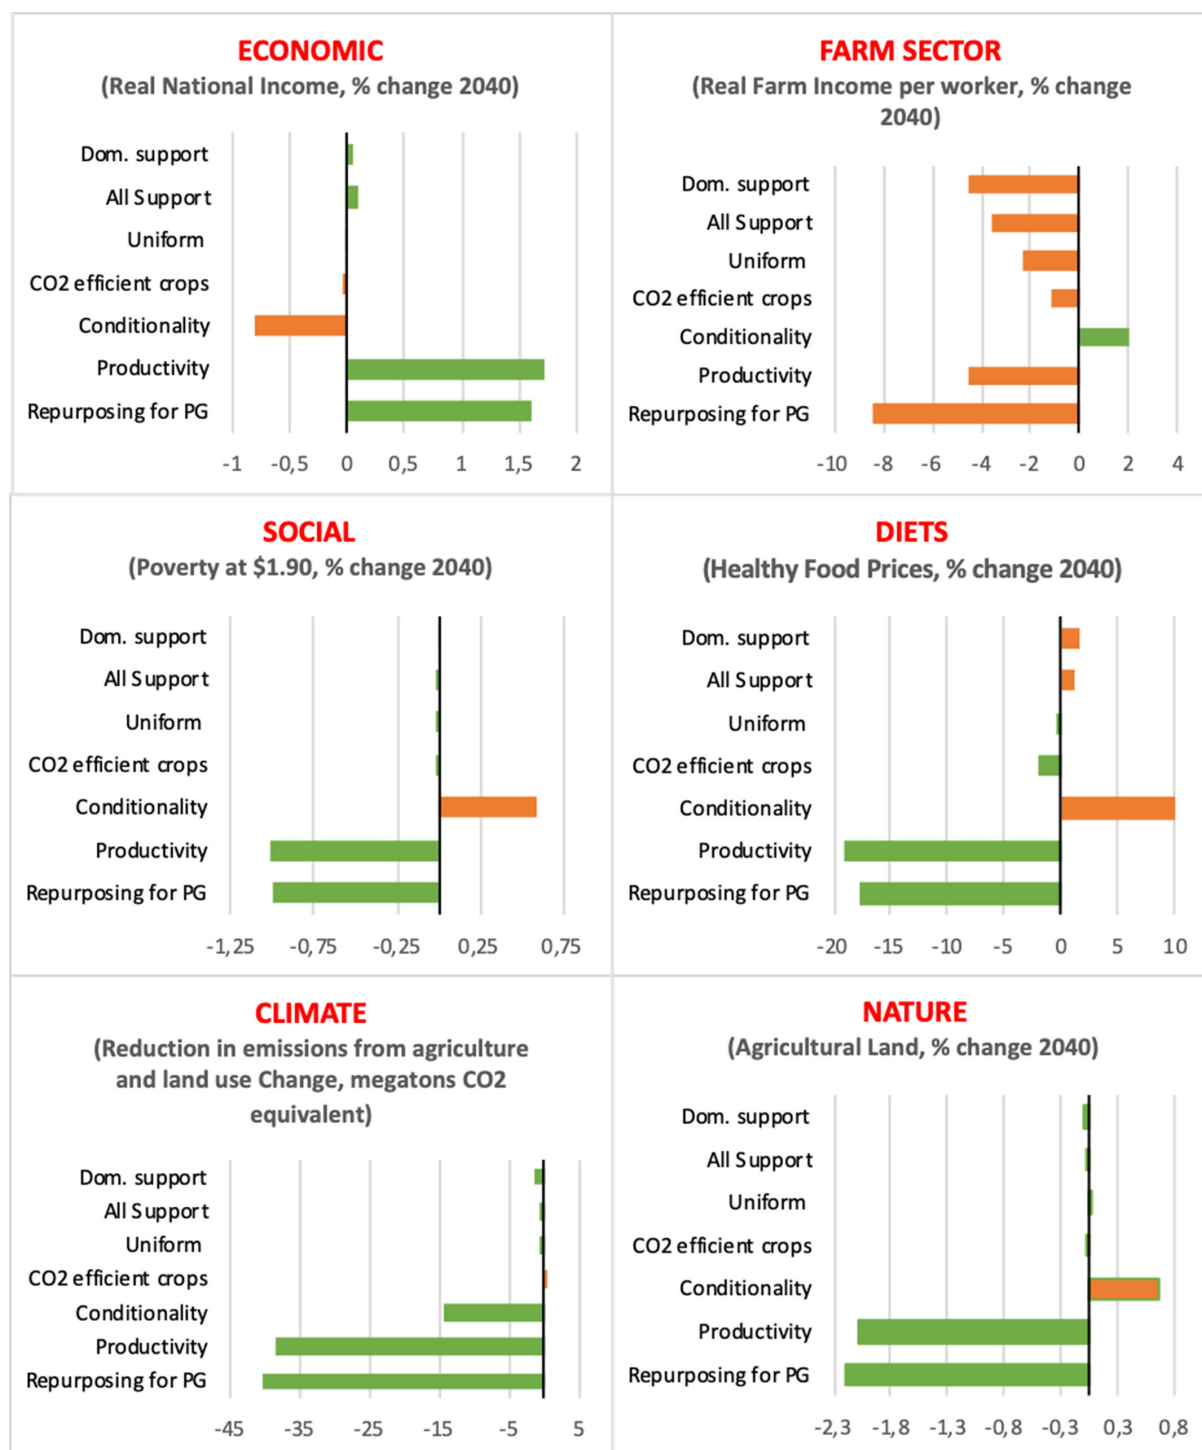 ECONOMIC
(Real National Income, % change 2040)
Dom. support
All Support
Uniform
CO2 efficient crops
Conditionality
Productivity
Repurposing for PG
-1 -0,5 0 0,5 1 1,5 2
FARM SECTOR
(Real Farm Income per worker, % change
2040)
Dom. support
All Support
Uniform
CO2 efficient crops
Conditionality
Productivity
Repurposing for PG
-10 -8 -6 -4 -2 0 2 4
SOCIAL
(Poverty at $1.90, % change 2040)
Dom. support
All Support
Uniform
CO2 efficient crops
Conditionality
Productivity
Repurposing for PG
-1,25 -0,75 -0,25 0,25 0,75
DIETS
(Healthy Food Prices, % change 2040)
Dom. support
All Support
Uniform
CO2 efficient crops
Conditionality
Productivity
Repurposing for PG
-20 -15 -10 -5 0 5 10
CLIMATE
(Reduction in emissions from agriculture
and land use Change, megatons CO2
equivalent)
Dom. support
All Support
Uniform
CO2 efficient crops
Conditionality
Productivity
Repurposing for PG
-45 -35 -25 -15 -5 5
NATURE
(Agricultural Land, % change 2040)
Dom. support
All Support
Uniform
CO2 efficient crops
Conditionality
Productivity
Repurposing for PG
-2,3 -1,8 -1,3 -0,8 -0,3 0,3 0,8